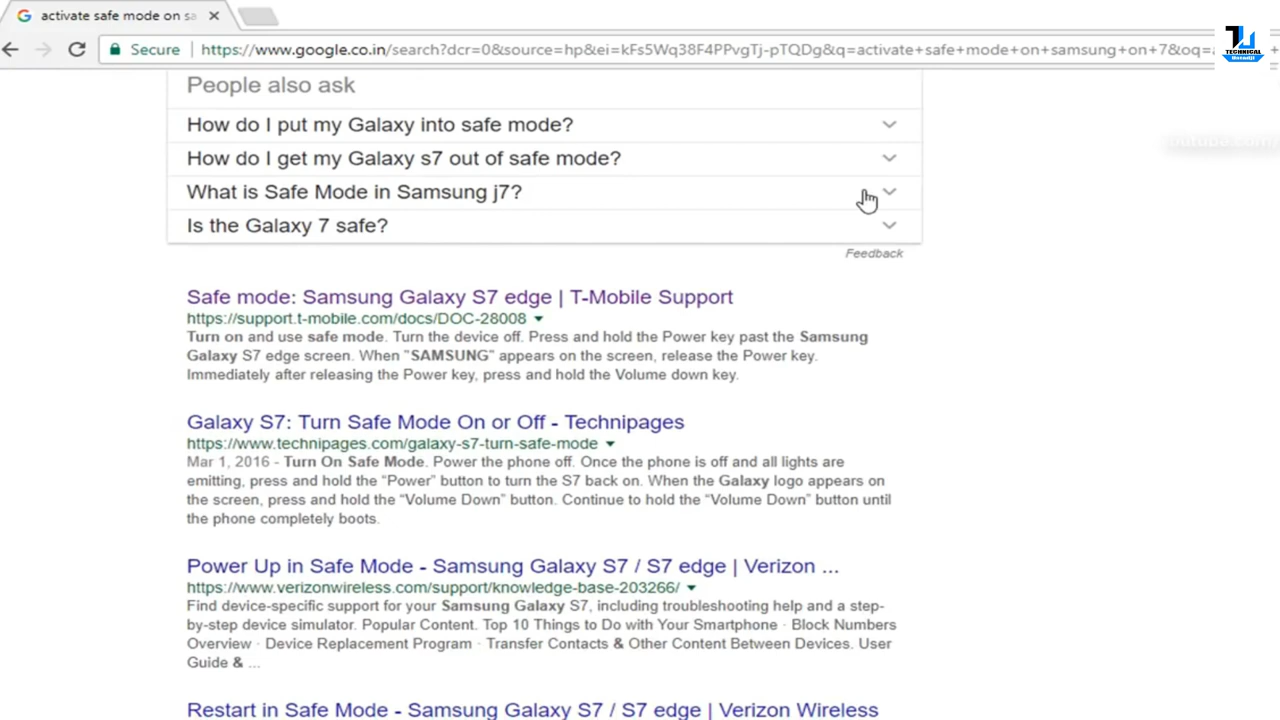 activate safe mode on sa
Secure
https://www.google.co.in/search?dcr=0&source=hp&ei=kFs5Wq38F4PPvgTj-pTQDg&q=activate+safe+mode+on+samsung+on+7&oq=a
TECHNICAL
People also ask
How do I put my Galaxy into safe mode?
How do I get my Galaxy s7 out of safe mode?
What is Safe Mode in Samsung j7?
Is the Galaxy 7 safe?
Feedback
Safe mode: Samsung Galaxy S7 edge | T-Mobile Support
https://support.t-mobile.com/docs/DOC-28008
Turn on and use safe mode. Turn the device off. Press and hold the Power key past the Samsung
Galaxy S7 edge screen. When "SAMSUNG" appears on the screen, release the Power key.
Immediately after releasing the Power key, press and hold the Volume down key.
Galaxy S7: Turn Safe Mode On or Off - Technipages
https://www.technipages.com/galaxy-s7-turn-safe-mode
Mar 1, 2016 - Turn On Safe Mode. Power the phone off. Once the phone is off and all lights are
emitting, press and hold the “Power” button to turn the S7 back on. When the Galaxy logo appears on
the screen, press and hold the “Volume Down” button. Continue to hold the “Volume Down” button until
the phone completely boots.
Power Up in Safe Mode - Samsung Galaxy S7 / S7 edge | Verizon ...
https://www.verizonwireless.com/support/knowledge-base-203266/
Find device-specific support for your Samsung Galaxy S7, including troubleshooting help and a step-
by-step device simulator. Popular Content. Top 10 Things to Do with Your Smartphone · Block Numbers
Overview · Device Replacement Program · Transfer Contacts & Other Content Between Devices. User
Guide & ...
Restart in Safe Mode - Samsung Galaxy S7 / S7 edge | Verizon Wireless